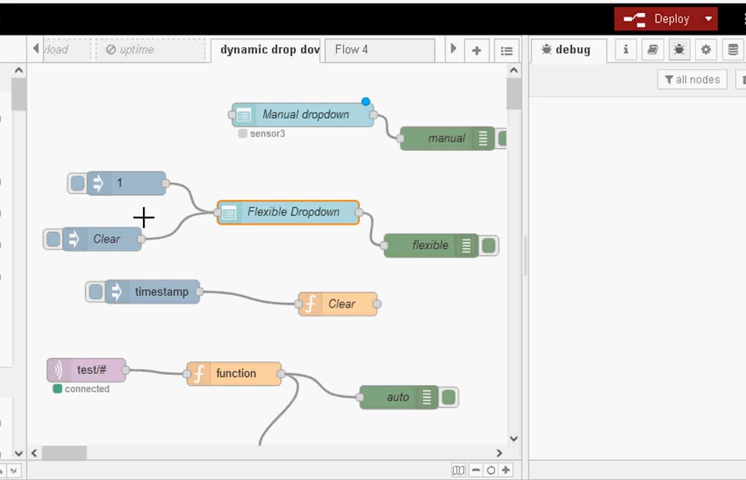 Deploy
yload
uptime
dynamic drop dov
Flow 4
debug
all nodes
Manual dropdown
sensor3
manual
1
Flexible Dropdown
Clear
flexible
timestamp
Clear
test/#
connected
function
auto